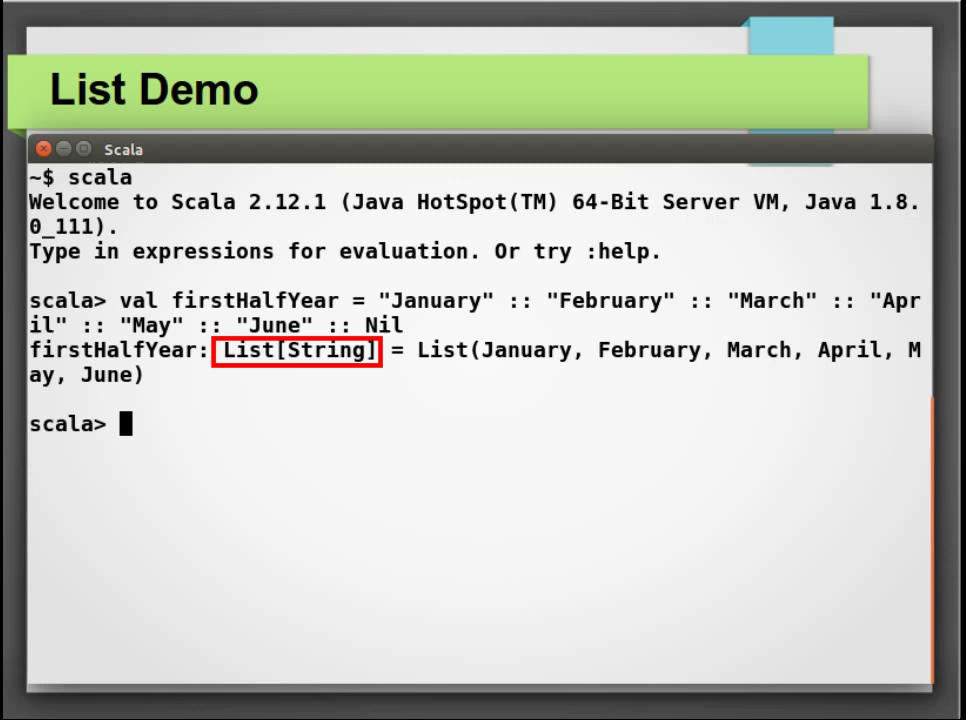 List Demo
Scala
~$ scala
Welcome to Scala 2.12.1 (Java HotSpot(TM) 64-Bit Server VM, Java 1.8.
0_111).
Type in expressions for evaluation. Or try :help.
scala> val firstHalfYear = "January" :: "February" :: "March" :: "Apr
il" :: "May" :: "June" :: Nil
firstHalfYear: List[String] = List(January, February, March, April, M
ay, June)
scala>